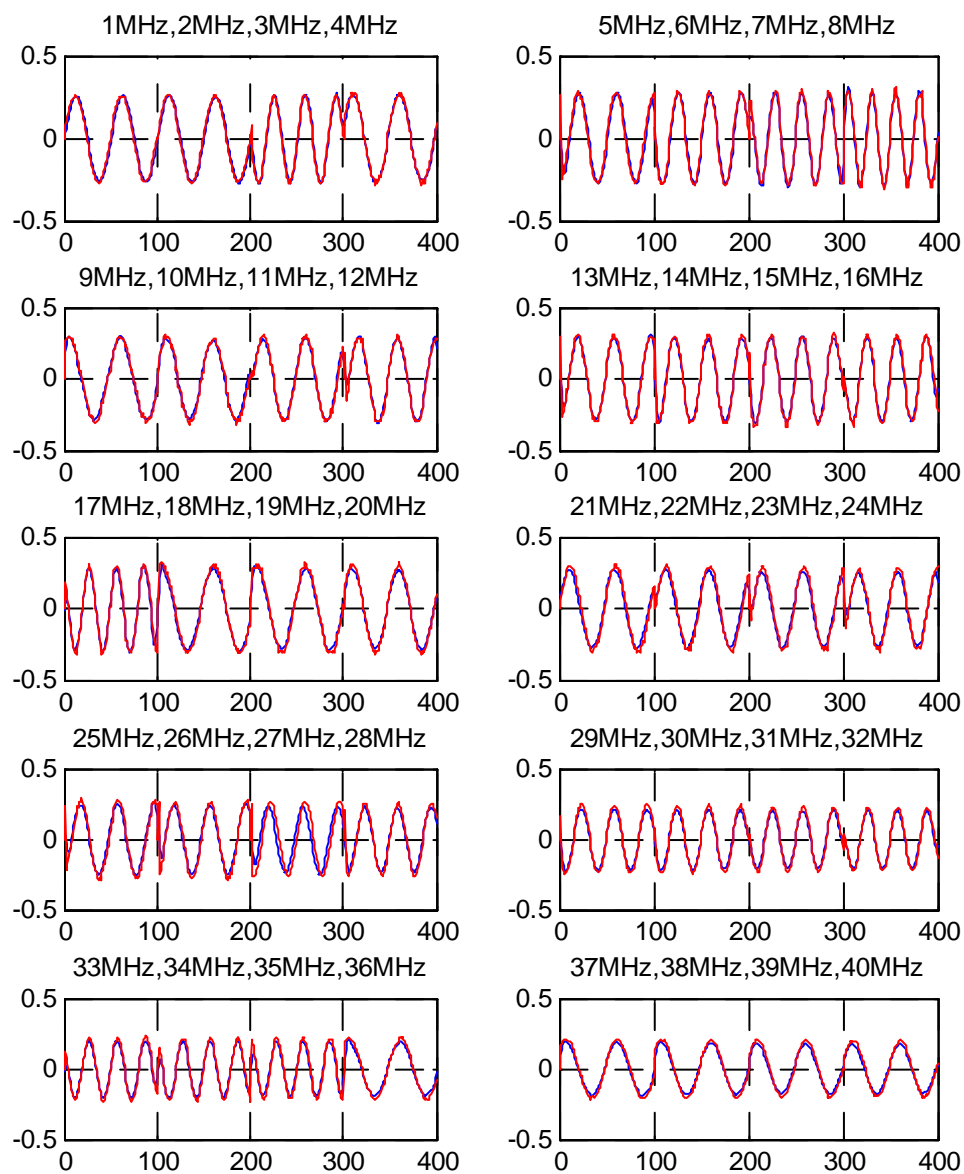 1MHz,2MHz,3MHz,4MHz
0.5
0
-0.5
0 100 200 300 400
5MHz,6MHz,7MHz,8MHz
0.5
0
-0.5
0 100 200 300 400
9MHz,10MHz,11MHz,12MHz
0.5
0
-0.5
0 100 200 300 400
13MHz,14MHz,15MHz,16MHz
0.5
0
-0.5
0 100 200 300 400
17MHz,18MHz,19MHz,20MHz
0.5
0
-0.5
0 100 200 300 400
21MHz,22MHz,23MHz,24MHz
0.5
0
-0.5
0 100 200 300 400
25MHz,26MHz,27MHz,28MHz
0.5
0
-0.5
0 100 200 300 400
29MHz,30MHz,31MHz,32MHz
0.5
0
-0.5
0 100 200 300 400
33MHz,34MHz,35MHz,36MHz
0.5
0
-0.5
0 100 200 300 400
37MHz,38MHz,39MHz,40MHz
0.5
0
-0.5
0 100 200 300 400